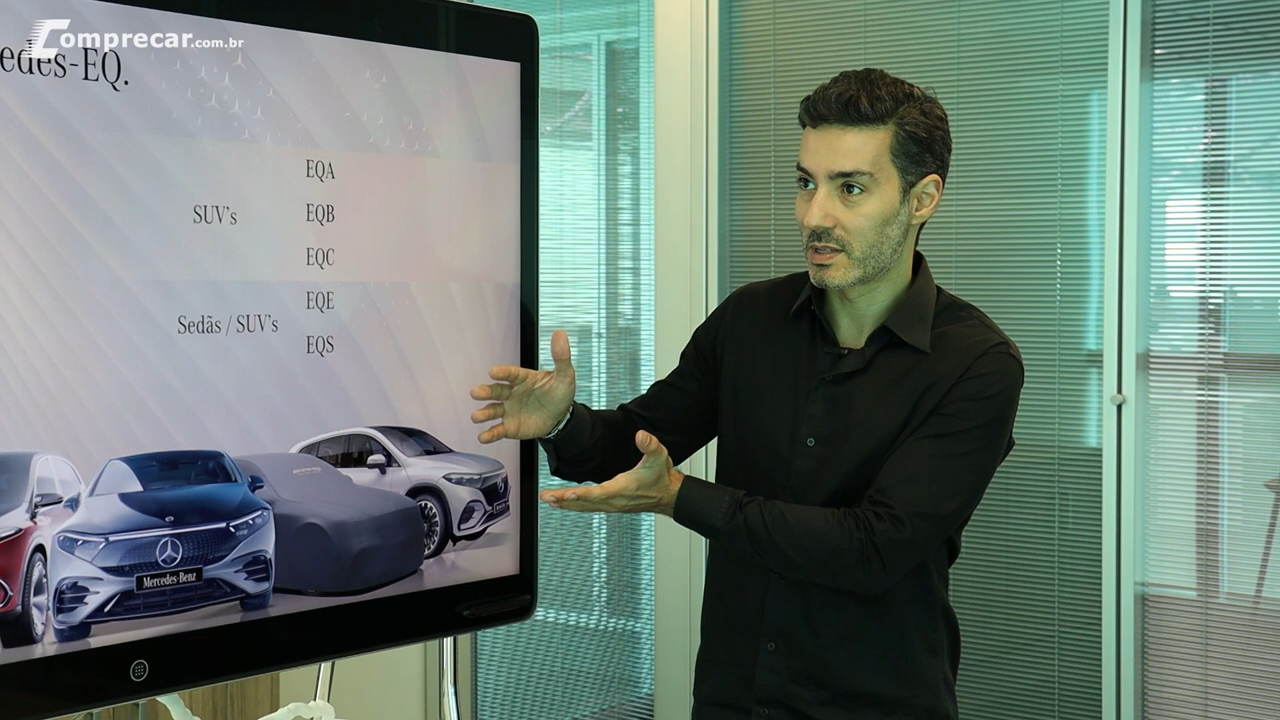 Comprecar.com.br
edes-EQ.
EQA
SUV's
EQB
EQC
EQE
Sedãs / SUV's
EQS
Mercedes-Benz